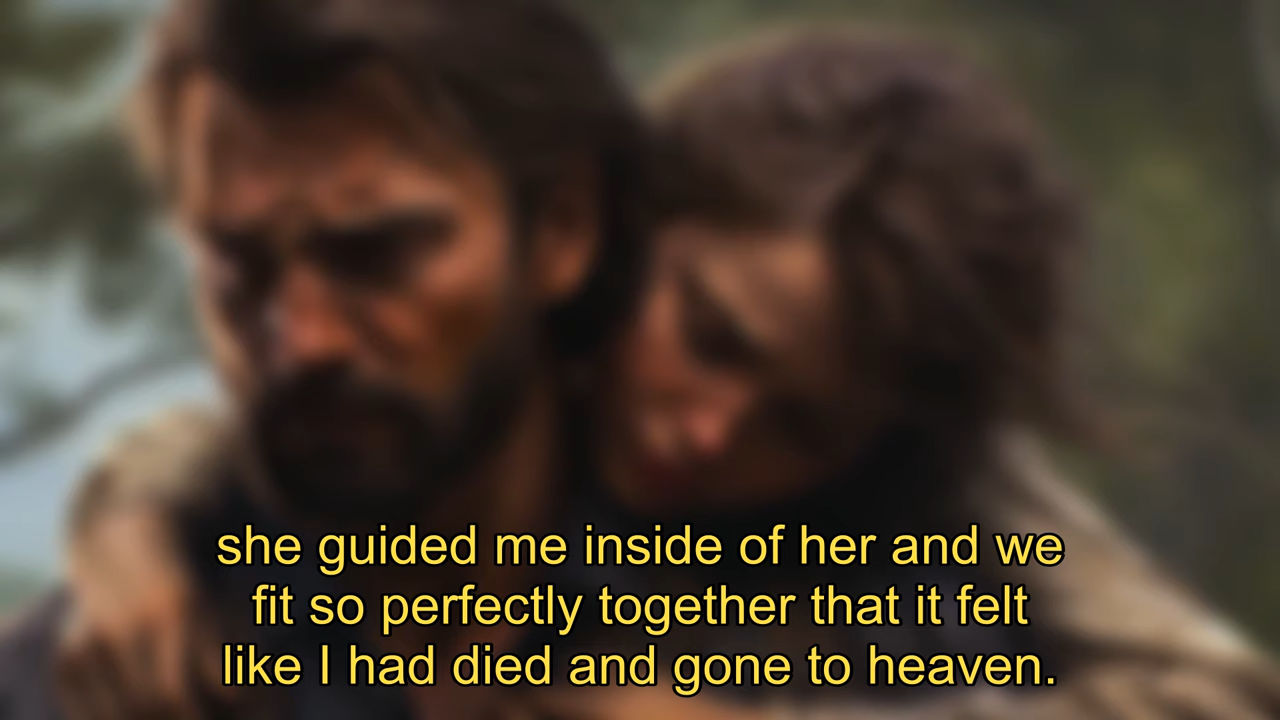 she guided me inside of her and we
fit so perfectly together that it felt
like I had died and gone to heaven.